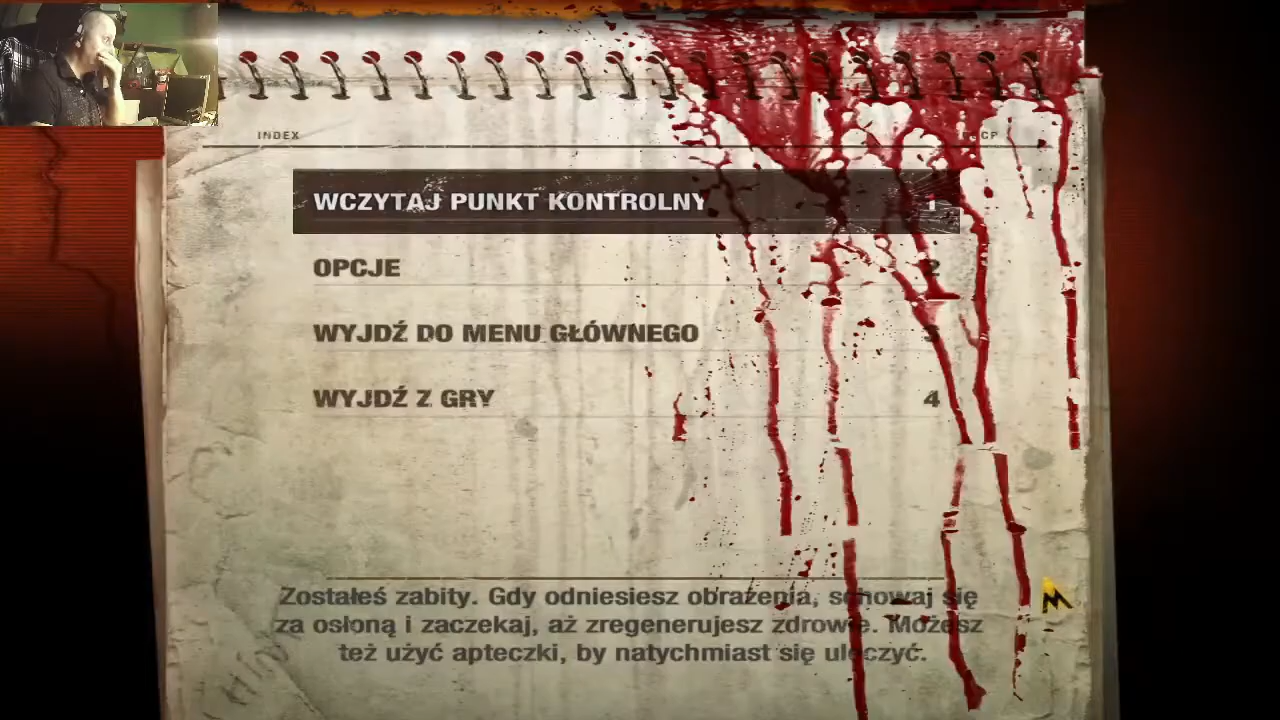 INDEX
WCZYTAJ PUNKT KONTROLNY 1
OPCJE 2
WYJDŹ DO MENU GŁÓWNEGO 3
WYJDŹ Z GRY 4
Zostałeś zabity. Gdy odniesiesz obrażenia, schowaj się
za osłoną i zaczekaj, aż zregenerujesz zdrowie. Możesz
też użyć apteczki, by natychmiast się uleczyć.